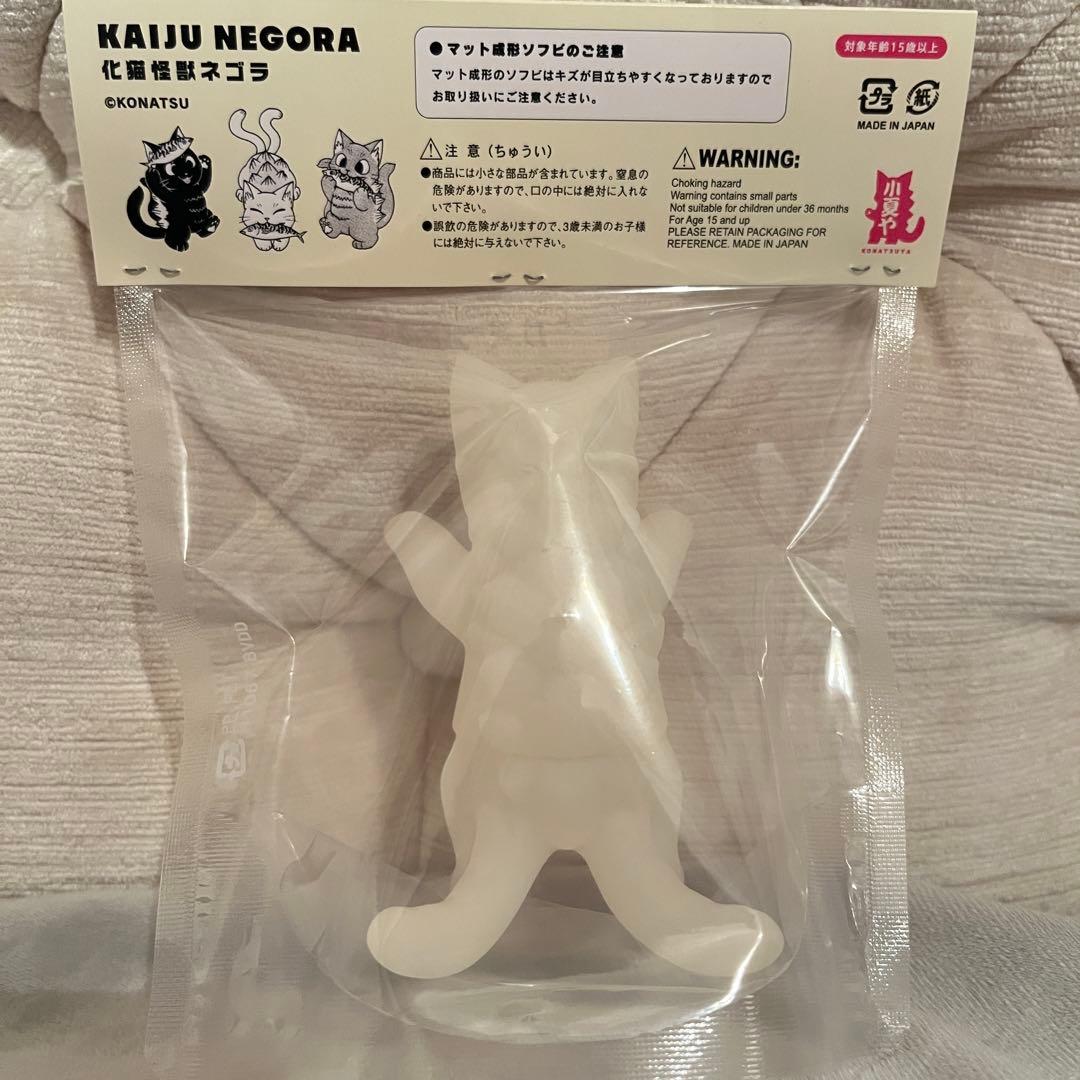 KAIJU NEGORA
化猫怪獣ネゴラ
©KONATSU
●マット成形ソフビのご注意
マット成形のソフビはキズが目立ちやすくなっておりますので
お取り扱いにご注意ください。
対象年齢15歳以上
プラ
紙
MADE IN JAPAN
注 意（ちゅうい）
●商品には小さな部品が含まれています。窒息の
危険がありますので、口の中には絶対に入れな
いで下さい。
●誤飲の危険がありますので、3歳未満のお子様
には絶対に与えないで下さい。
WARNING:
Choking hazard
Warning contains small parts
Not suitable for children under 36 months
For Age 15 and up
PLEASE RETAIN PACKAGING FOR
REFERENCE. MADE IN JAPAN
小夏や
KONATSUYA